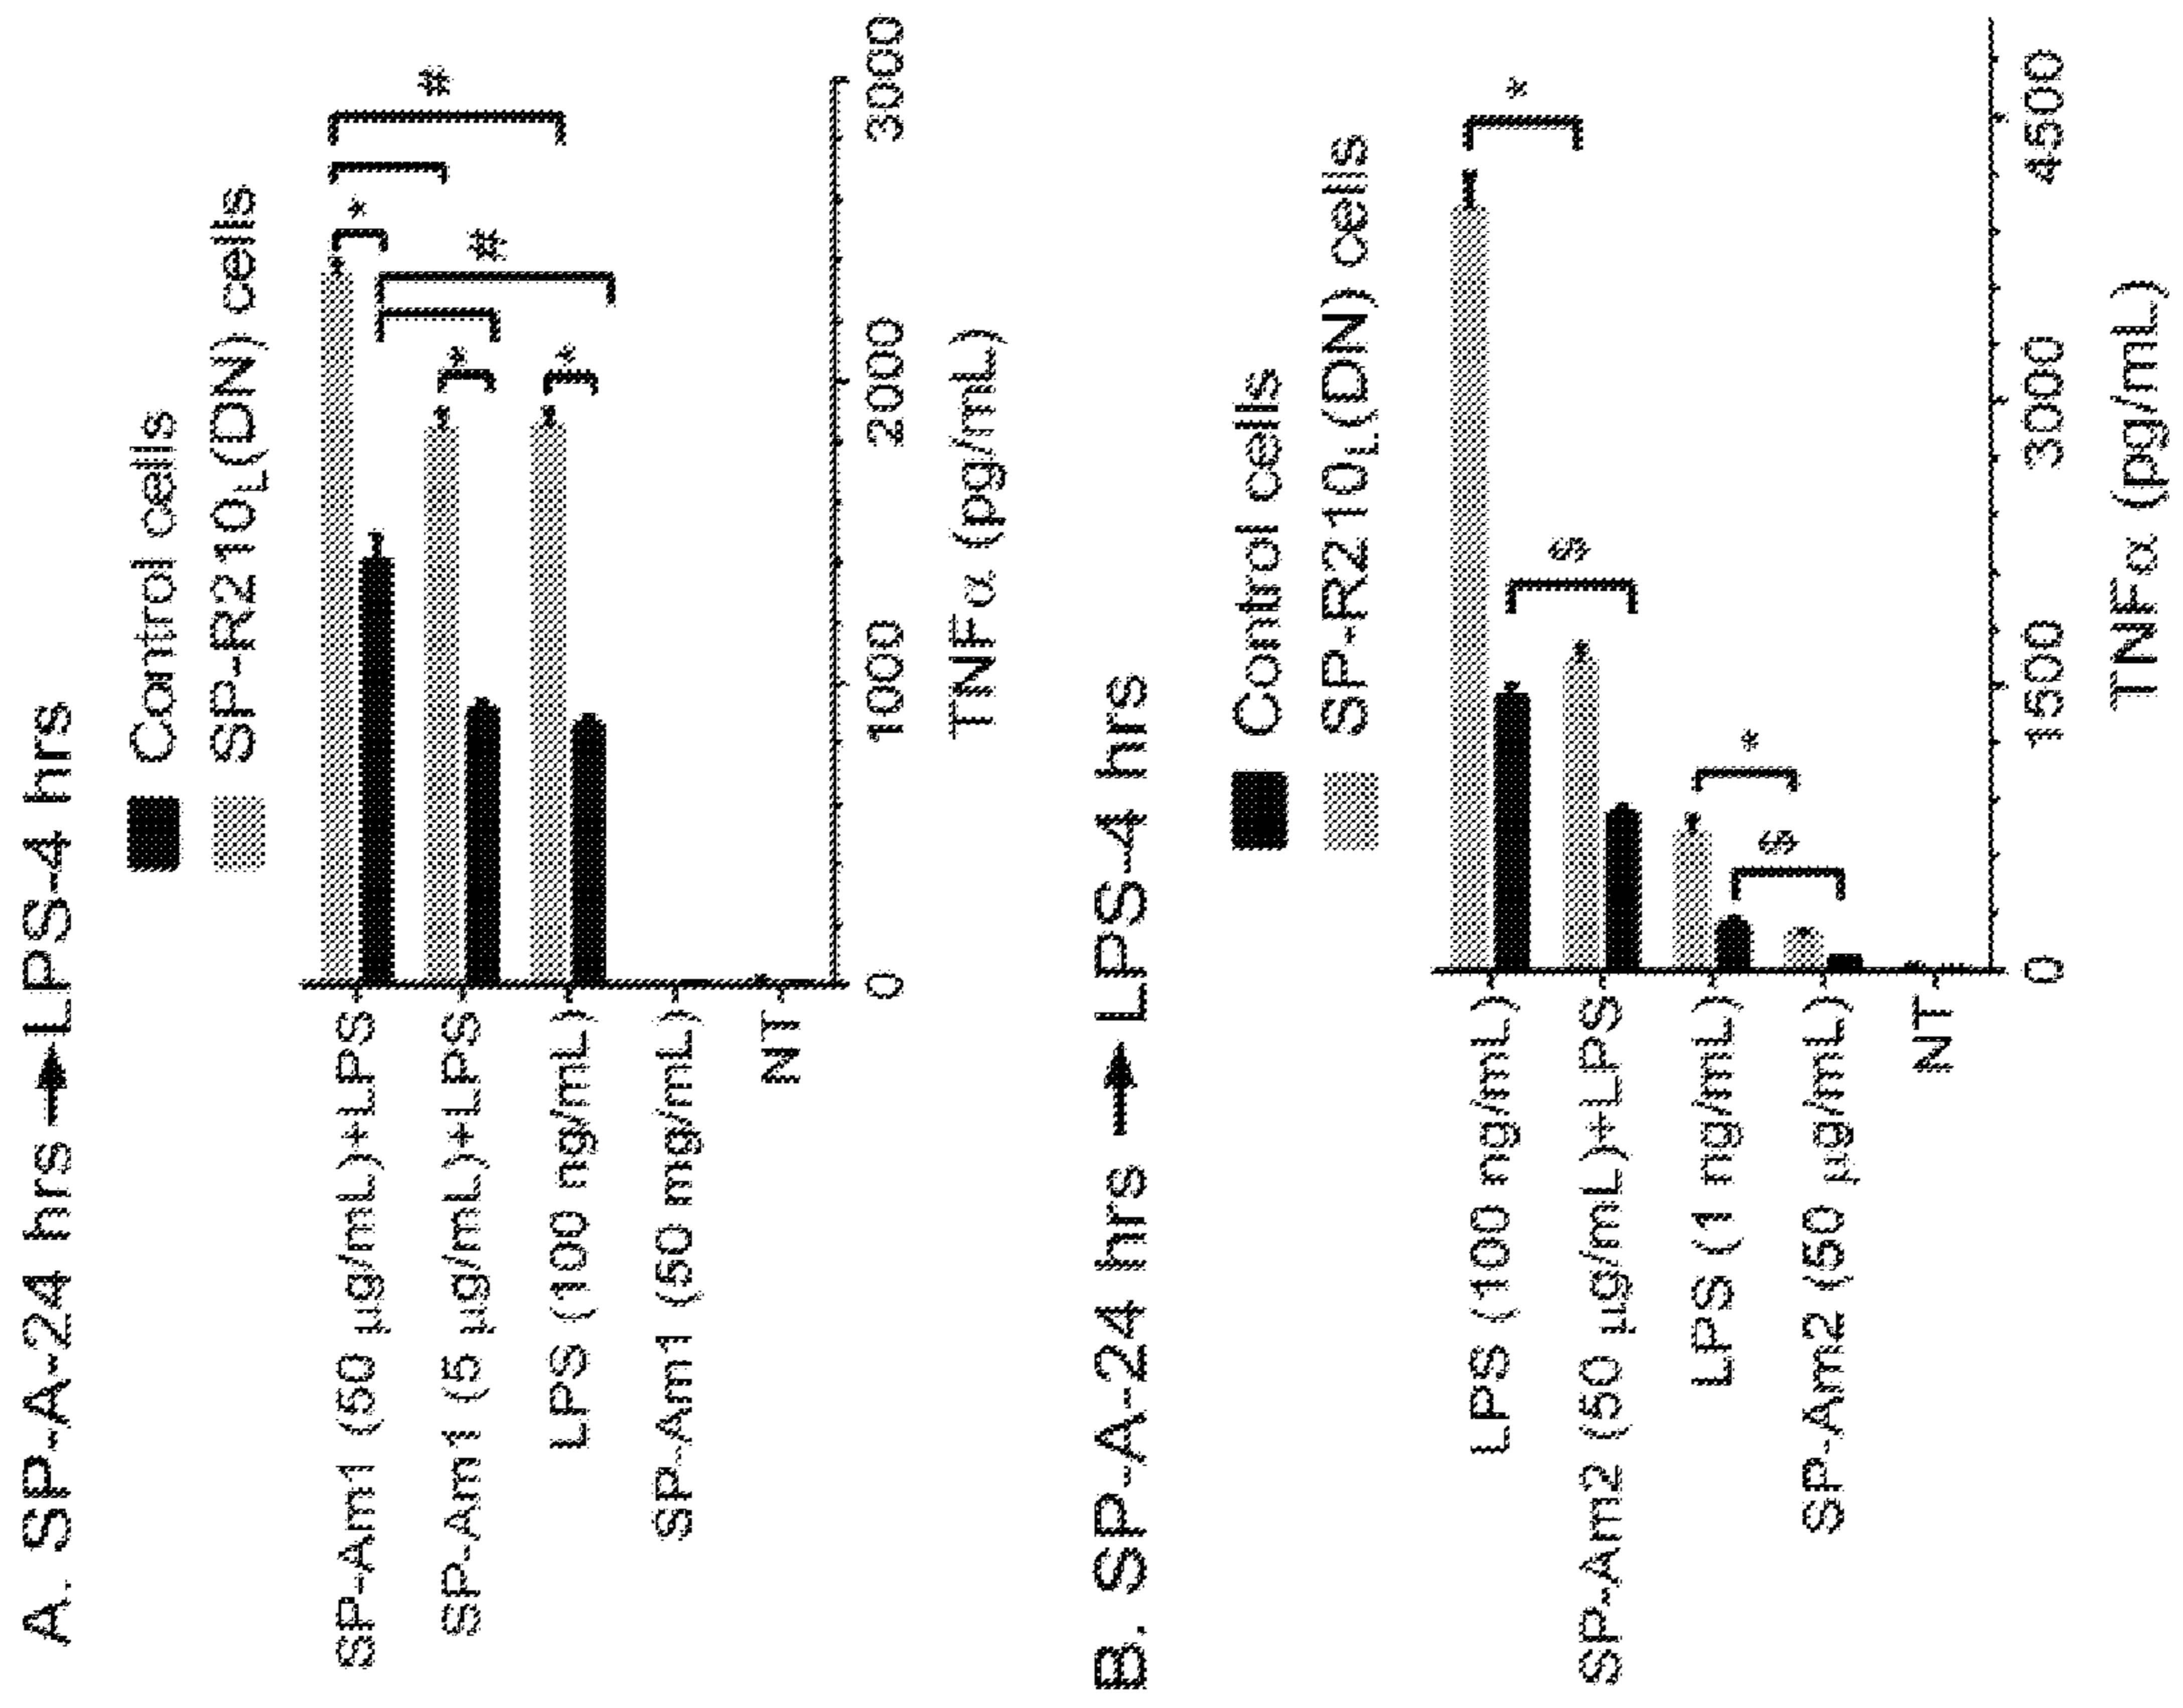 A. SP-A-24 hrs→LPS-4 hrs
Control cells
SP-R210L(DN) cells
SP-Am1 (50 µg/mL)+LPS
SP-Am1 (5 µg/mL)+LPS
LPS (100 ng/mL)
SP-Am1 (50 mg/mL)
NT
* #
* #
*
0 1000 2000 3000
TNFα (pg/mL)
B. SP-A-24 hrs → LPS-4 hrs
Control cells
SP-R210L(DN) cells
LPS (100 ng/mL)
SP-Am2 (50 µg/mL)+LPS
LPS (1 ng/mL)
SP-Am2 (50 µg/mL)
NT
*
$
*
$
0 1500 3000 4500
TNFα (pg/mL)